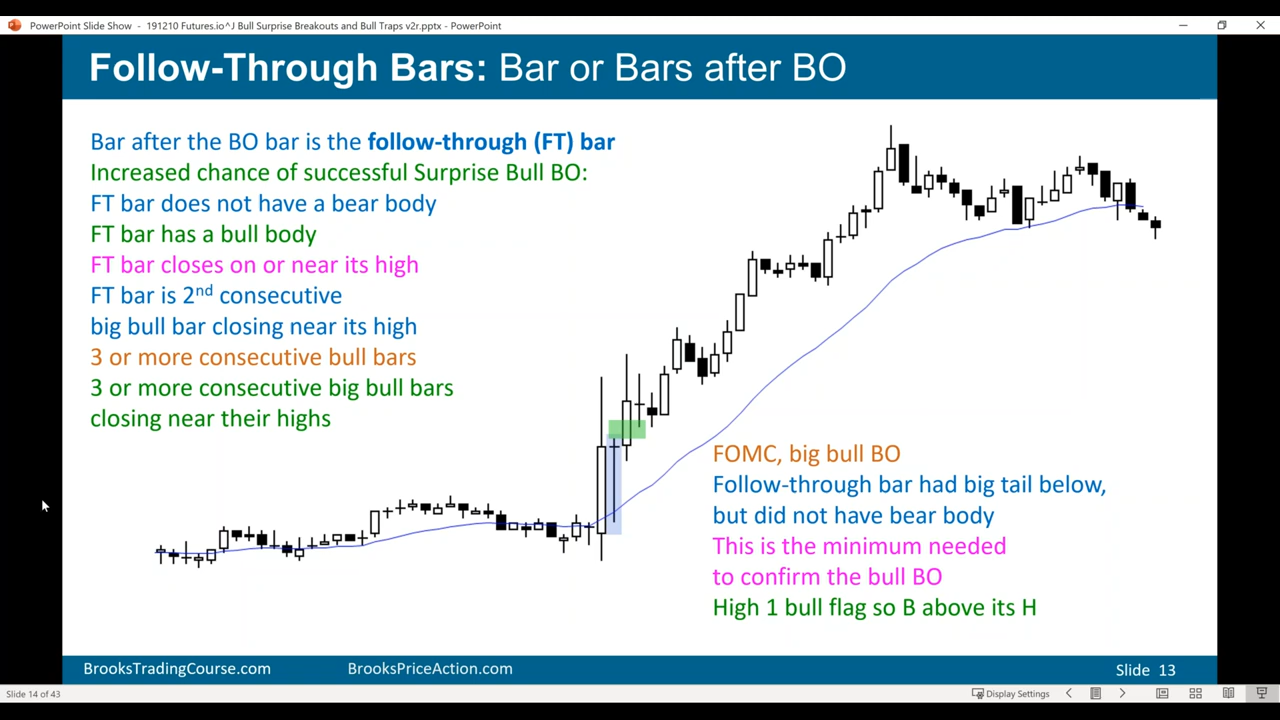 PowerPoint Slide Show - 191210 Futures.io^J Bull Surprise Breakouts and Bull Traps v2r.pptx - PowerPoint
Follow-Through Bars: Bar or Bars after BO
Bar after the BO bar is the follow-through (FT) bar
Increased chance of successful Surprise Bull BO:
FT bar does not have a bear body
FT bar has a bull body
FT bar closes on or near its high
FT bar is 2nd consecutive
big bull bar closing near its high
3 or more consecutive bull bars
3 or more consecutive big bull bars
closing near their highs
FOMC, big bull BO
Follow-through bar had big tail below,
but did not have bear body
This is the minimum needed
to confirm the bull BO
High 1 bull flag so B above its H
BrooksTradingCourse.com
BrooksPriceAction.com
Slide 13
Slide 14 of 43
Display Settings